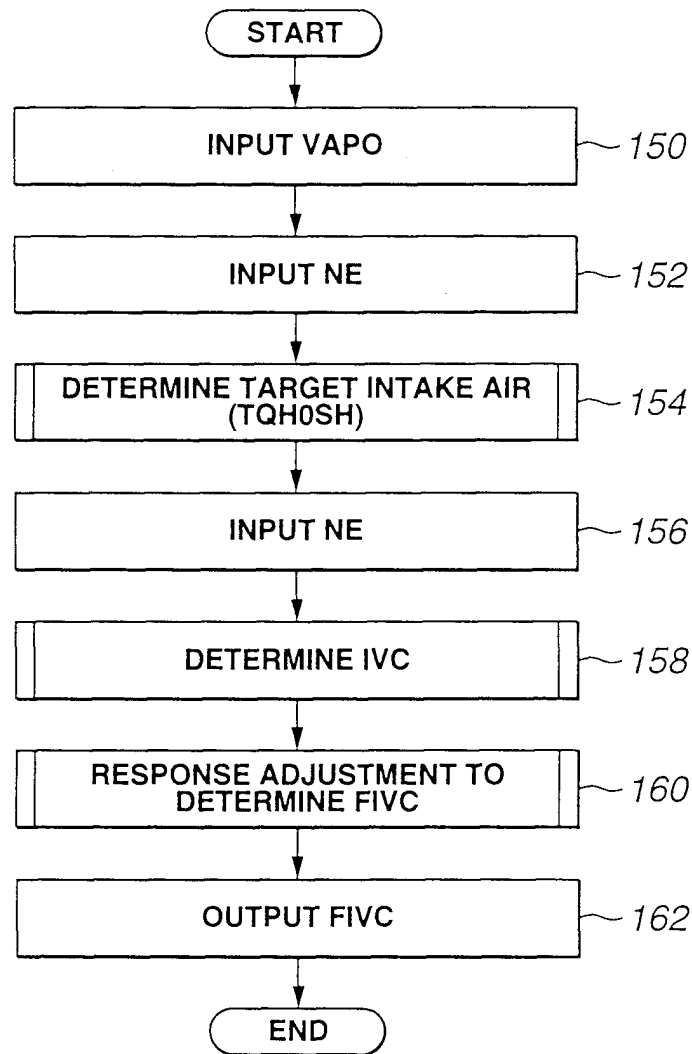 START
INPUT VAPO
150
INPUT NE
152
DETERMINE TARGET INTAKE AIR
(TQH0SH)
154
INPUT NE
156
DETERMINE IVC
158
RESPONSE ADJUSTMENT TO
DETERMINE FIVC
160
OUTPUT FIVC
162
END